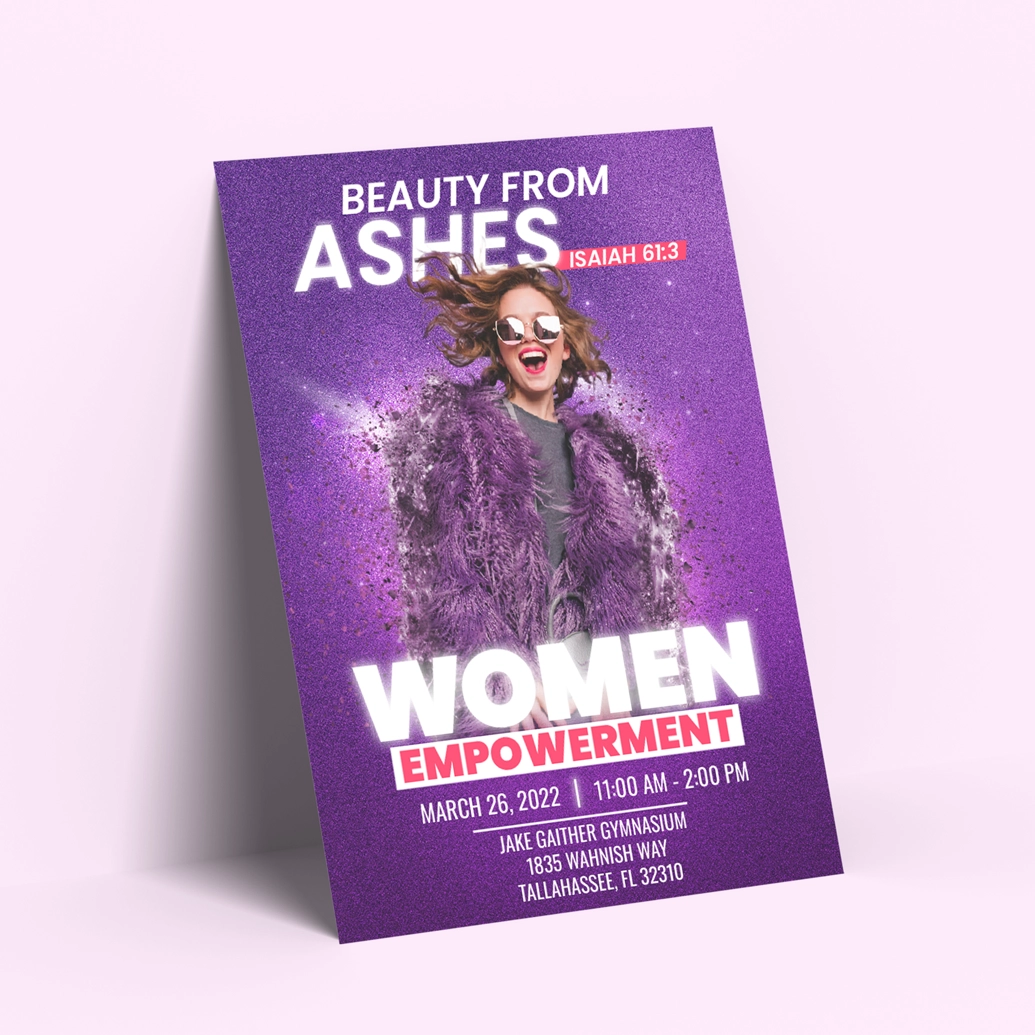 BEAUTY FROM
ASHES
ISAIAH 61:3
WOMEN
EMPOWERMENT
MARCH 26, 2022 | 11:00 AM - 2:00 PM
JAKE GAITHER GYMNASIUM
1835 WAHNISH WAY
TALLAHASSEE, FL 32310